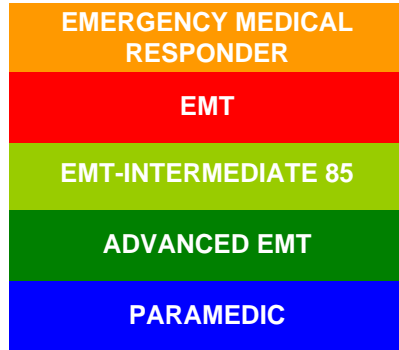 EMERGENCY MEDICAL
RESPONDER
EMT
EMT-INTERMEDIATE 85
ADVANCED EMT
PARAMEDIC